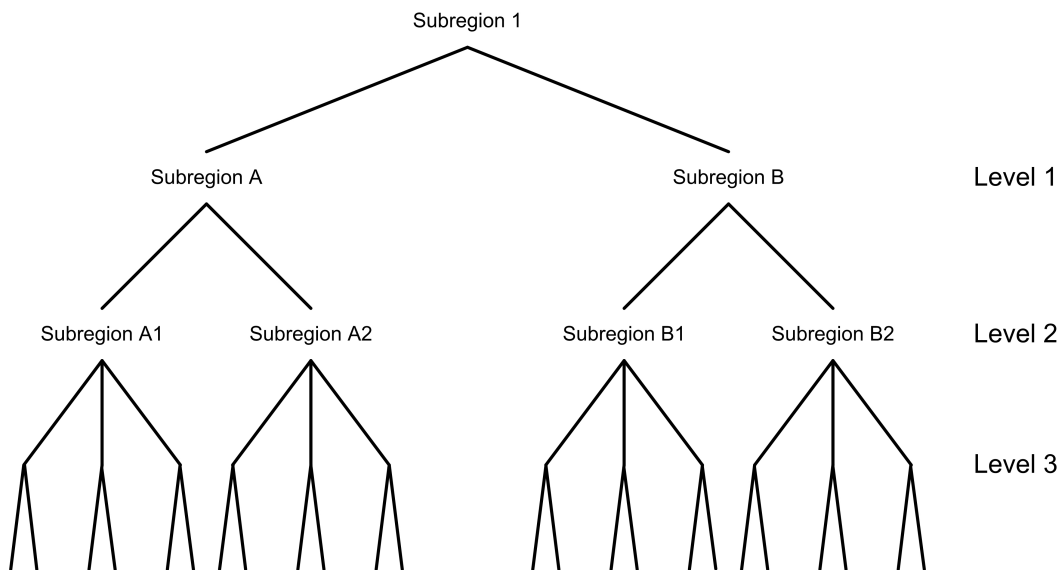 Subregion 1
Subregion A
Subregion B
Level 1
Subregion A1
Subregion A2
Subregion B1
Subregion B2
Level 2
Level 3